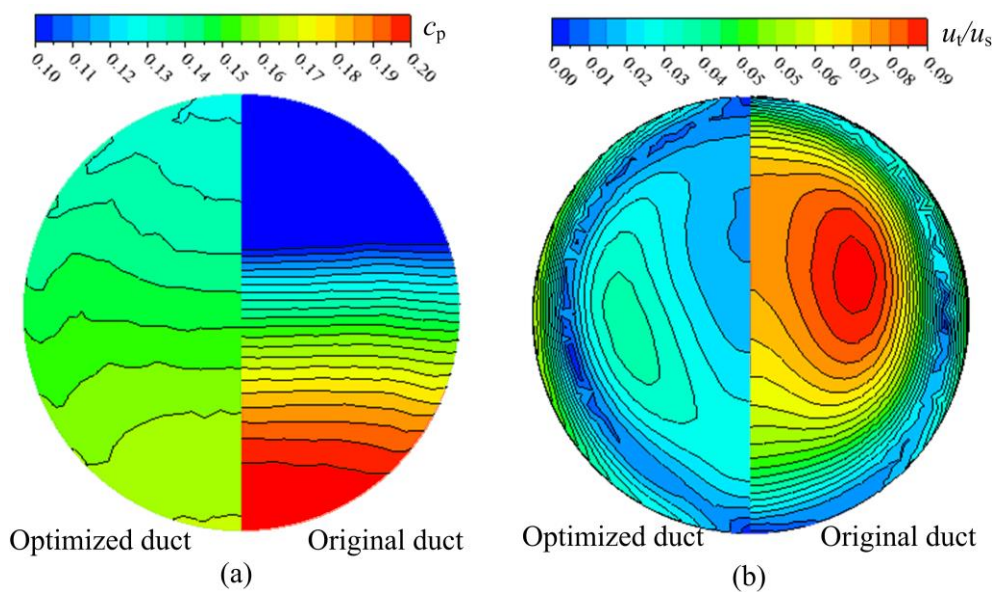 c_p
0.10 0.11 0.12 0.13 0.14 0.15 0.16 0.17 0.18 0.19 0.20
u_t/u_s
0.00 0.01 0.02 0.03 0.04 0.05 0.05 0.06 0.07 0.08 0.09
Optimized duct Original duct
(a)
Optimized duct Original duct
(b)